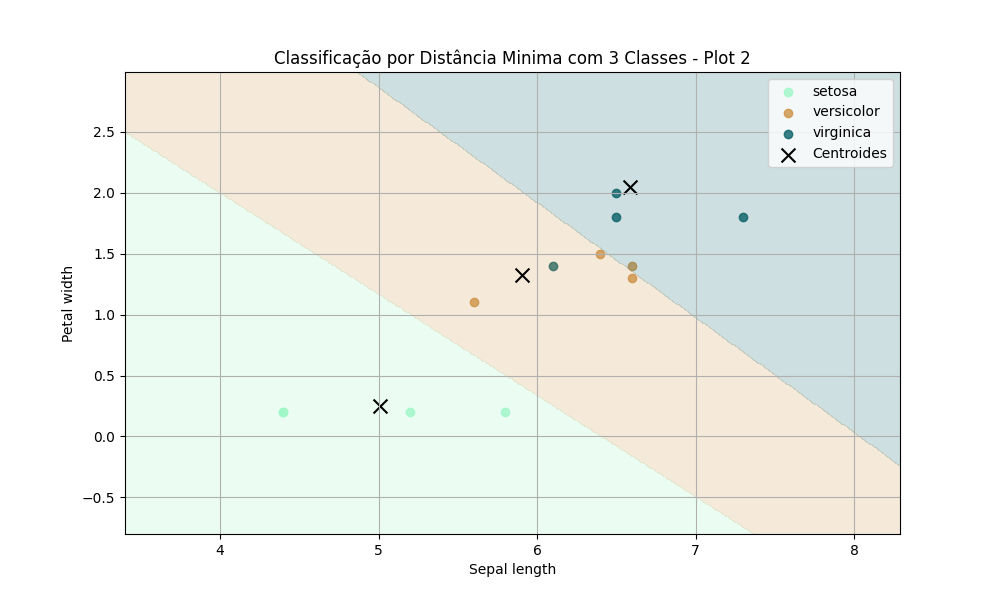 Classificação por Distância Minima com 3 Classes - Plot 2
setosa
versicolor
virginica
Centroides
Petal width
2.5
2.0
1.5
1.0
0.5
0.0
−0.5
4
5
6
7
8
Sepal length